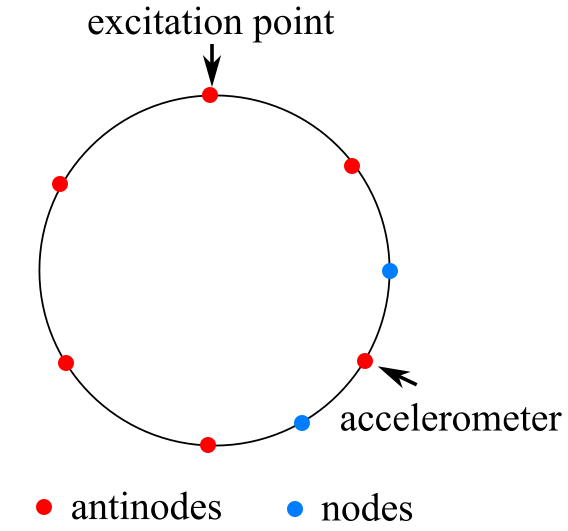 excitation point
accelerometer
antinodes
nodes